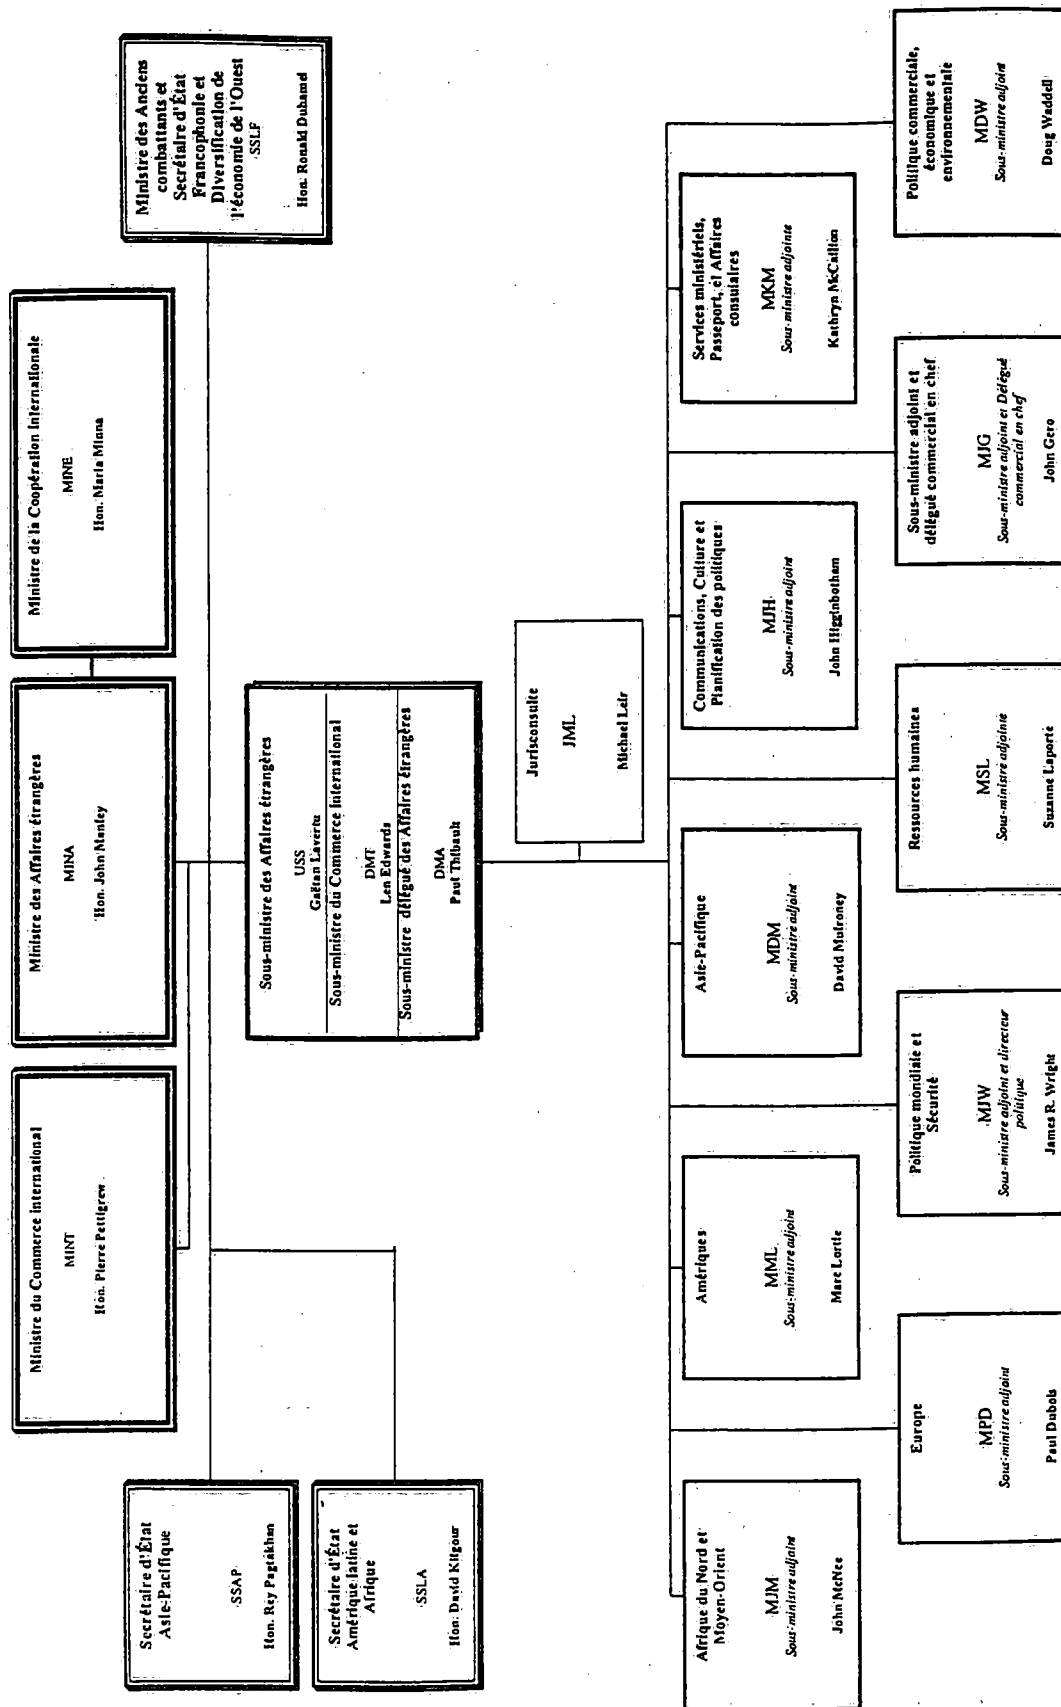 Ministre du Commerce international
MINT
Hon. Pierre Pettigrew
Ministre des Affaires étrangères
MINA
Hon. John Manley
Ministre de la Coopération Internationale
MINE
Hon. Maria Minna
Secrétaire d'État
Asie-Pacifique
SSAP
Hon. Rey Pagtakhan
Secrétaire d'État
Amérique latine et
Afrique
SSLA
Hon. David Kilgour
Ministre des Anciens
combattants et
Secrétaire d'État
Francophonie et
Diversification de
l'économie de l'Ouest
SSLF
Hon. Ronald Duhamel
Sous-ministre des Affaires étrangères
USS
Gaëtan Lavertu
Sous-ministre du Commerce International
DMT
Len Edwards
Sous-ministre délégué des Affaires étrangères
DMA
Paul Thibault
Jurisconsulte
JML
Michael Leir
Afrique du Nord et
Moyen-Orient
MJM
Sous-ministre adjoint
John McNee
Amériques
MML
Sous-ministre adjoint
Marc Lortie
Asie-Pacifique
MDM
Sous-ministre adjoint
David Mulroney
Communications, Culture et
Planification des politiques
MJH
Sous-ministre adjoint
John Higginbotham
Services ministériels,
Passeport, et Affaires
consulaires
MKM
Sous-ministre adjointe
Kathryn McCallion
Europe
MPD
Sous-ministre adjoint
Paul Dubois
Politique mondiale et
Sécurité
MJW
Sous-ministre adjoint et directeur
politique
James R. Wright
Ressources humaines
MSL
Sous-ministre adjointe
Suzanne Laporte
Sous-ministre adjoint et
délégué commercial en chef
MJG
Sous-ministre adjoint et Délégué
commercial en chef
John Gero
Politique commerciale,
économique et
environnementale
MDW
Sous-ministre adjoint
Doug Waddell